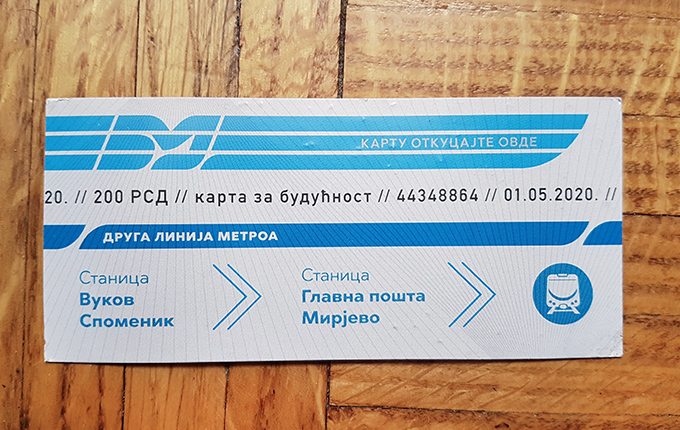 КАРТУ ОТКУЦАЈТЕ ОВДЕ
20. // 200 РСД // карта за будућност // 44348864 // 01.05.2020. //
ДРУГА ЛИНИЈА МЕТРОА
Станица
Вуков
Споменик
Станица
Главна пошта
Мирјево